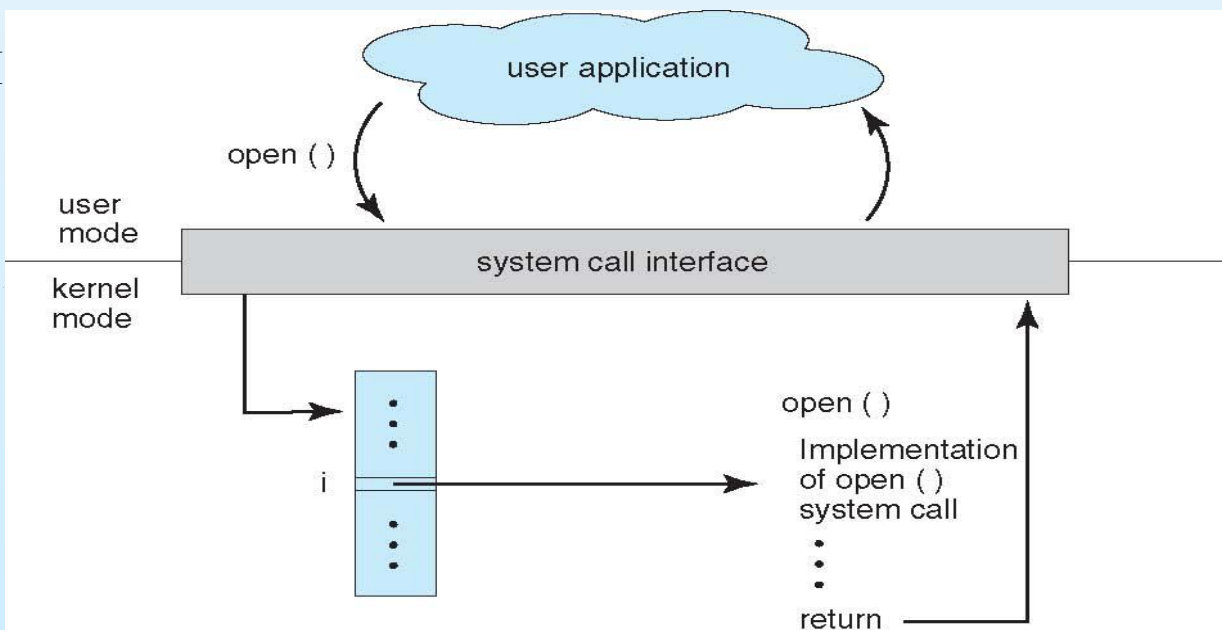 user application
open ( )
user
mode
system call interface
kernel
mode
open ( )
i
Implementation
of open ( )
system call
return